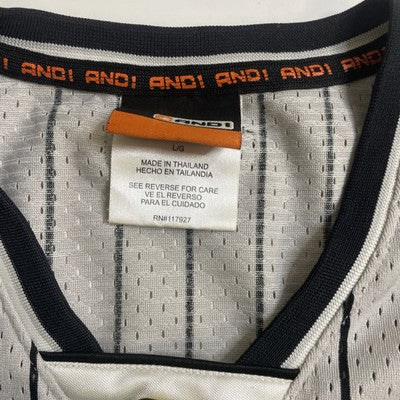 AND1 AND1 AND1 AND1 AND1 AND1 AND1
AND1
L/G
MADE IN THAILAND
HECHO EN TAILANDIA
SEE REVERSE FOR CARE
VE EL REVERSO
PARA EL CUIDADO
RN#117927